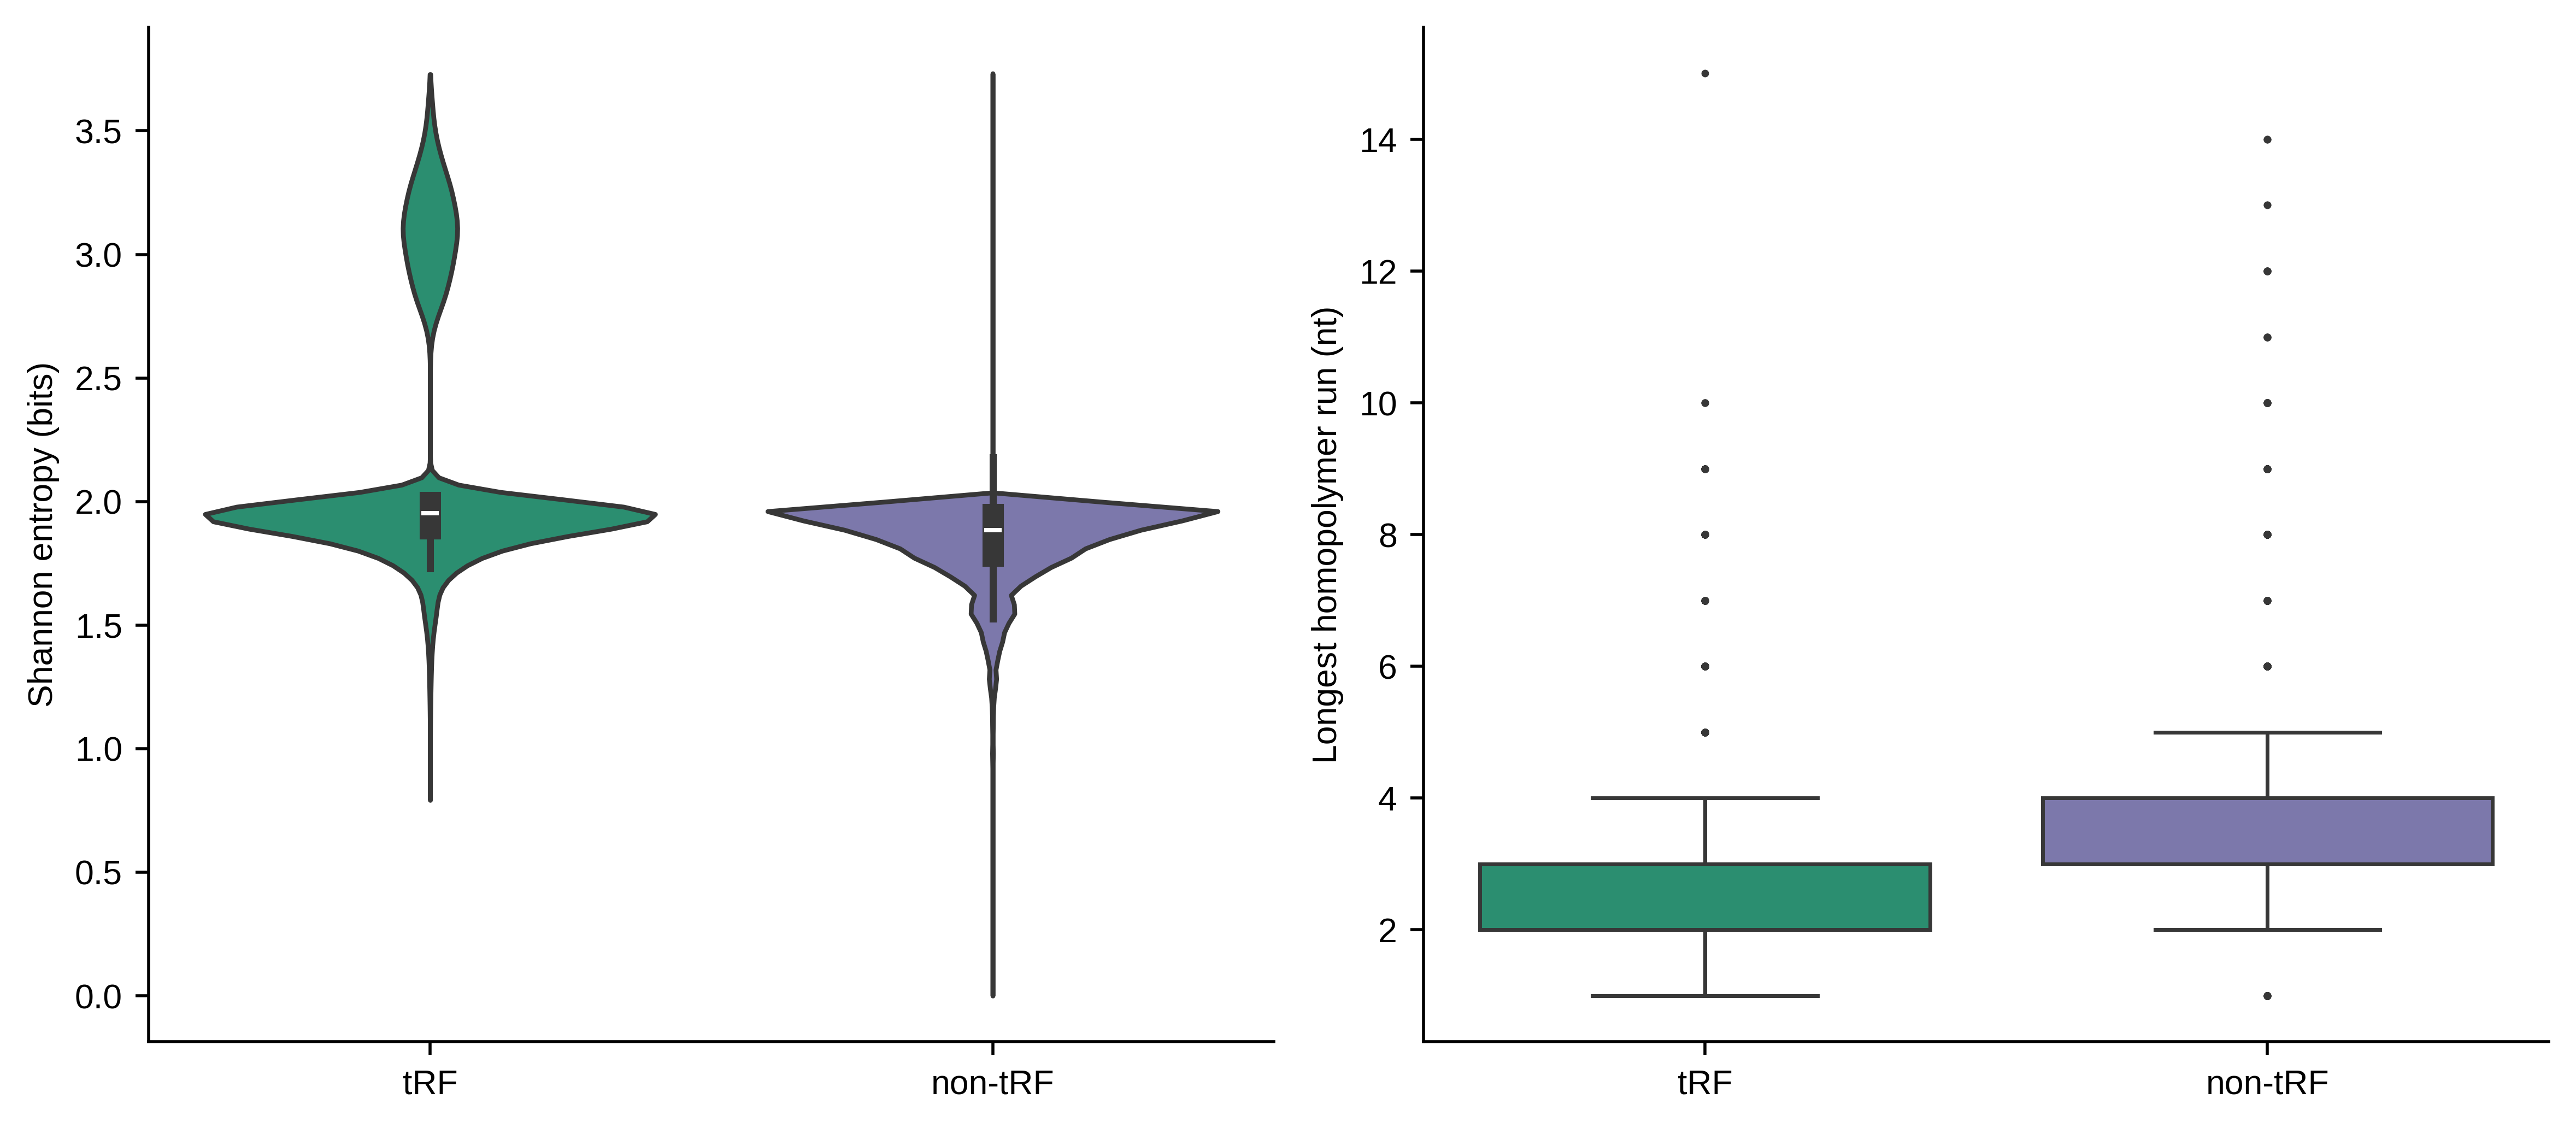 Shannon entropy (bits)
3.5
3.0
2.5
2.0
1.5
1.0
0.5
0.0
tRF
non-tRF
Longest homopolymer run (nt)
14
12
10
8
6
4
2
tRF
non-tRF